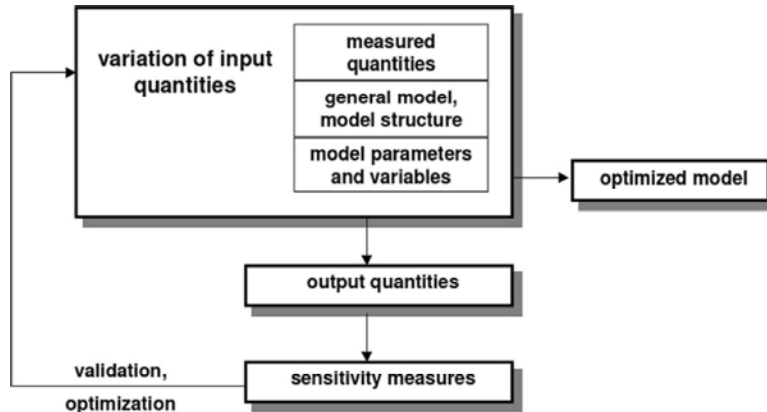 variation of input
quantities
measured
quantities
general model,
model structure
model parameters
and variables
optimized model
output quantities
sensitivity measures
validation,
optimization